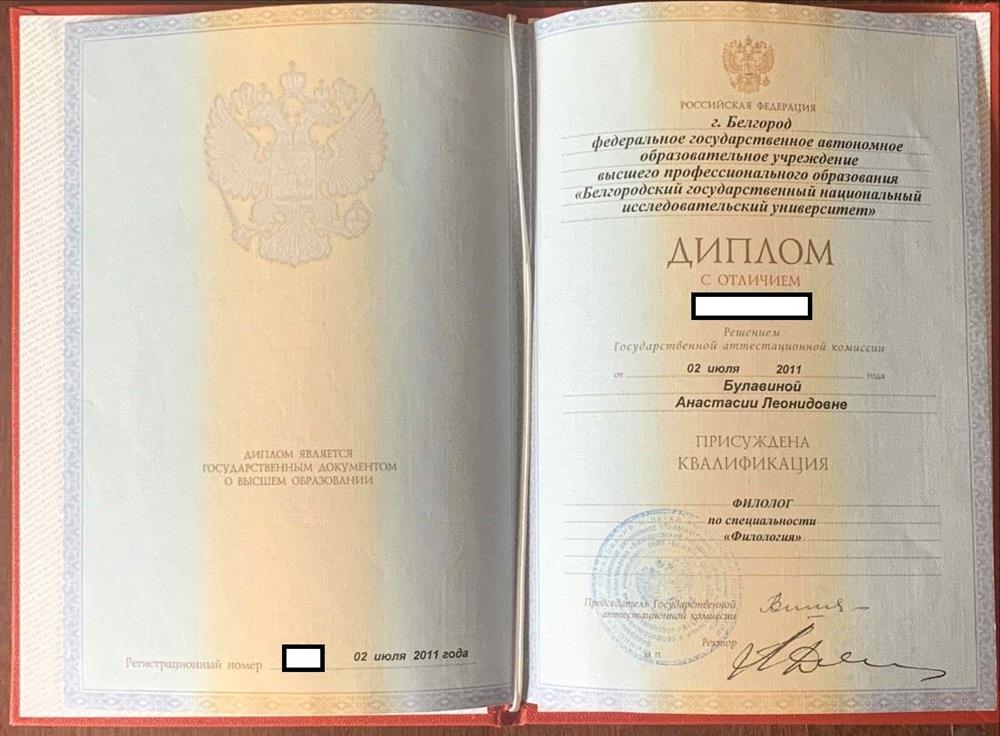 ДИПЛОМ ЯВЛЯЕТСЯ
ГОСУДАРСТВЕННЫМ ДОКУМЕНТОМ
О ВЫСШЕМ ОБРАЗОВАНИИ
Регистрационный номер 02 июля 2011 года
РОССИЙСКАЯ ФЕДЕРАЦИЯ
г. Белгород
федеральное государственное автономное
образовательное учреждение
высшего профессионального образования
«Белгородский государственный национальный
исследовательский университет»
ДИПЛОМ
С ОТЛИЧИЕМ
Решением
Государственной аттестационной комиссии
от 02 июля 2011 года
Булавиной
Анастасии Леонидовне
ПРИСУЖДЕНА
КВАЛИФИКАЦИЯ
ФИЛОЛОГ
по специальности
«Филология»
Председатель Государственной
аттестационной комиссии
Ректор
М.П.